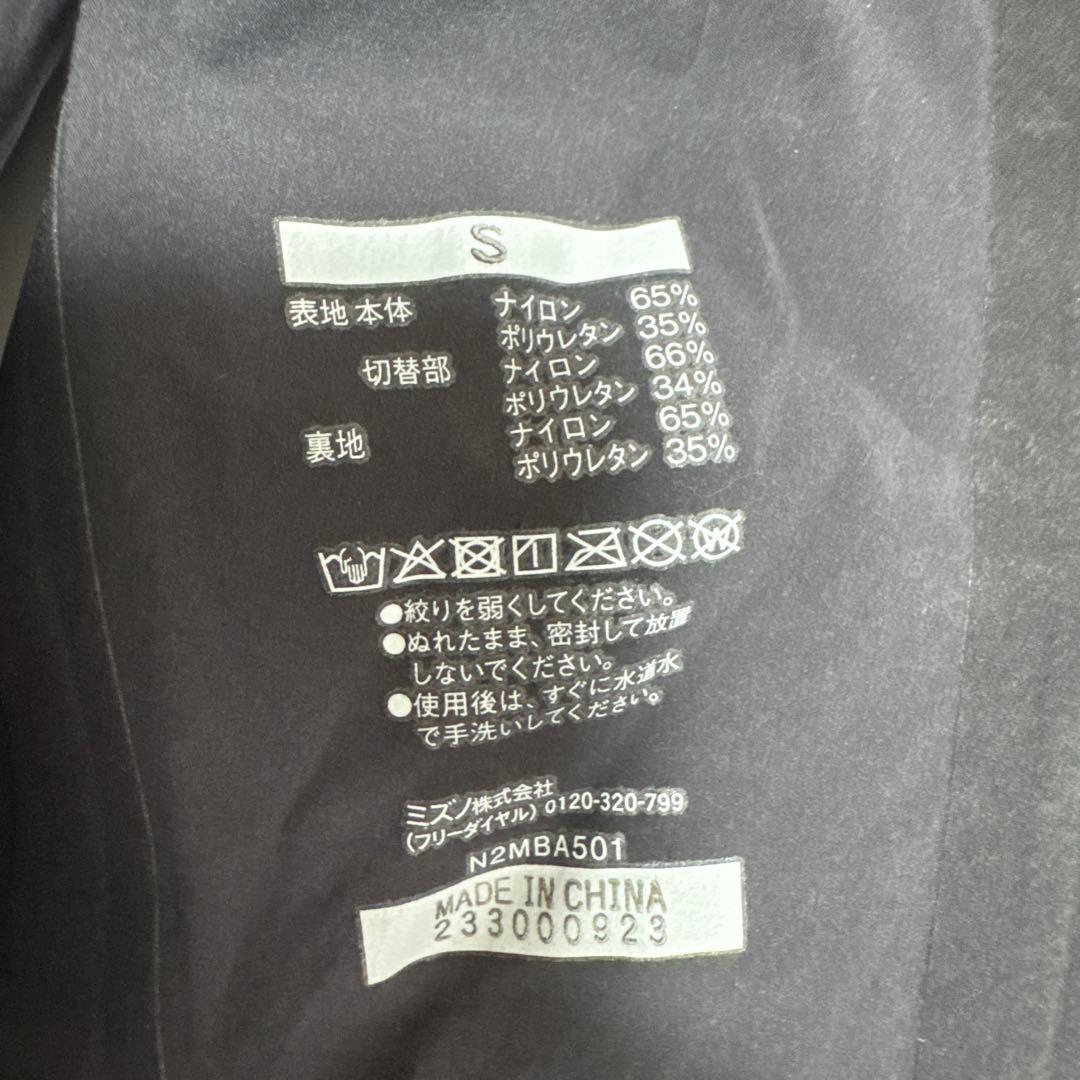 S
表地 本体 ナイロン 65%
ポリウレタン 35%
切替部 ナイロン 66%
ポリウレタン 34%
裏地 ナイロン 65%
ポリウレタン 35%
●絞りを弱くしてください。
●ぬれたまま、密封して放置
しないでください。
●使用後は、すぐに水道水
で手洗いしてください。
ミズノ株式会社
(フリーダイヤル) 0120-320-799
N2MBA501
MADE IN CHINA
233000923